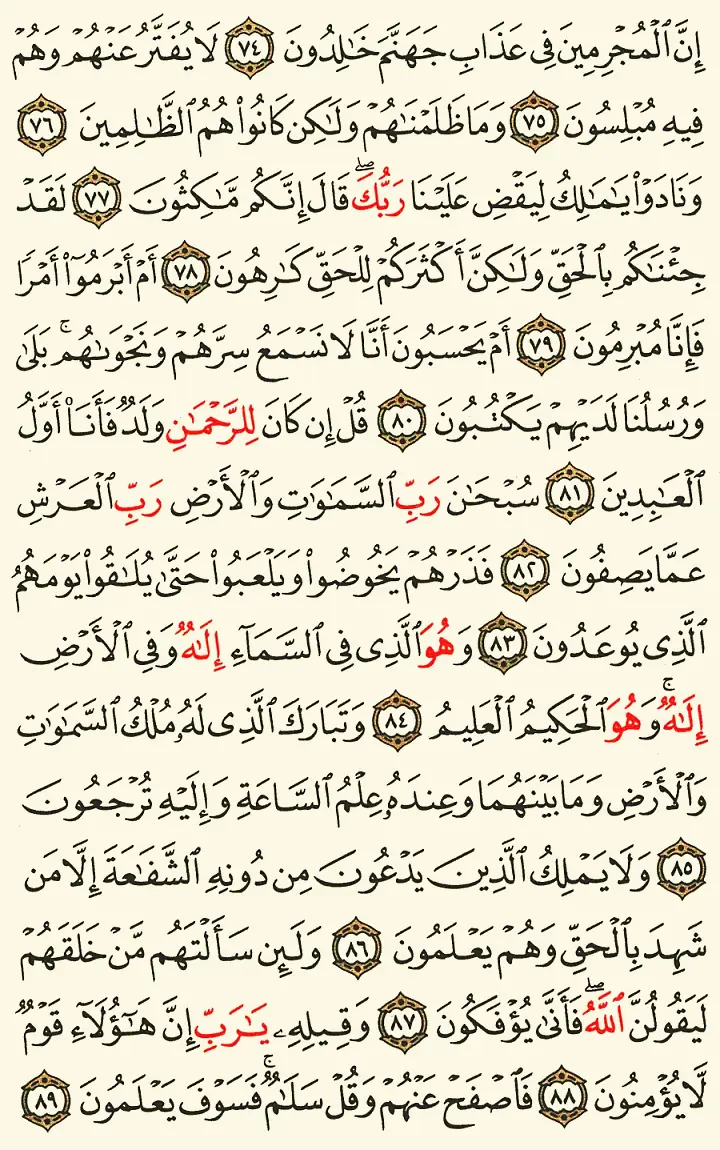 إِنَّ ٱلْمُجْرِمِينَ فِى عَذَابِ جَهَنَّمَ خَـٰلِدُونَ ٧٤ لَا يُفَتَّرُ عَنْهُمْ وَهُمْ
فِيهِ مُبْلِسُونَ ٧٥ وَمَا ظَلَمْنَـٰهُمْ وَلَـٰكِن كَانُوا۟ هُمُ ٱلظَّـٰلِمِينَ ٧٦
وَنَادَوْا۟ يَـٰمَـٰلِكُ لِيَقْضِ عَلَيْنَا رَبُّكَ ۖ قَالَ إِنَّكُم مَّـٰكِثُونَ ٧٧ لَقَدْ
جِئْنَـٰكُم بِٱلْحَقِّ وَلَـٰكِنَّ أَكْثَرَكُمْ لِلْحَقِّ كَـٰرِهُونَ ٧٨ أَمْ أَبْرَمُوٓا۟ أَمْرًا
فَإِنَّا مُبْرِمُونَ ٧٩ أَمْ يَحْسَبُونَ أَنَّا لَا نَسْمَعُ سِرَّهُمْ وَنَجْوَىٰهُم ۚ بَلَىٰ
وَرُسُلُنَا لَدَيْهِمْ يَكْتُبُونَ ٨٠ قُلْ إِن كَانَ لِلرَّحْمَـٰنِ وَلَدٌ فَأَنَا۠ أَوَّلُ
ٱلْعَـٰبِدِينَ ٨١ سُبْحَـٰنَ رَبِّ ٱلسَّمَـٰوَٰتِ وَٱلْأَرْضِ رَبِّ ٱلْعَرْشِ
عَمَّا يَصِفُونَ ٨٢ فَذَرْهُمْ يَخُوضُوا۟ وَيَلْعَبُوا۟ حَتَّىٰ يُلَـٰقُوا۟ يَوْمَهُمُ
ٱلَّذِى يُوعَدُونَ ٨٣ وَهُوَ ٱلَّذِى فِى ٱلسَّمَآءِ إِلَـٰهٌ وَفِى ٱلْأَرْضِ
إِلَـٰهٌ ۚ وَهُوَ ٱلْحَكِيمُ ٱلْعَلِيمُ ٨٤ وَتَبَارَكَ ٱلَّذِى لَهُۥ مُلْكُ ٱلسَّمَـٰوَٰتِ
وَٱلْأَرْضِ وَمَا بَيْنَهُمَا وَعِندَهُۥ عِلْمُ ٱلسَّاعَةِ وَإِلَيْهِ تُرْجَعُونَ
٨٥ وَلَا يَمْلِكُ ٱلَّذِينَ يَدْعُونَ مِن دُونِهِ ٱلشَّفَـٰعَةَ إِلَّا مَن
شَهِدَ بِٱلْحَقِّ وَهُمْ يَعْلَمُونَ ٨٦ وَلَئِن سَأَلْتَهُم مَّنْ خَلَقَهُمْ
لَيَقُولُنَّ ٱللَّهُ ۖ فَأَنَّىٰ يُؤْفَكُونَ ٨٧ وَقِيلِهِۦ يَـٰرَبِّ إِنَّ هَـٰٓؤُلَآءِ قَوْمٌ
لَّا يُؤْمِنُونَ ٨٨ فَٱصْفَحْ عَنْهُمْ وَقُلْ سَلَـٰمٌ ۚ فَسَوْفَ يَعْلَمُونَ ٨٩